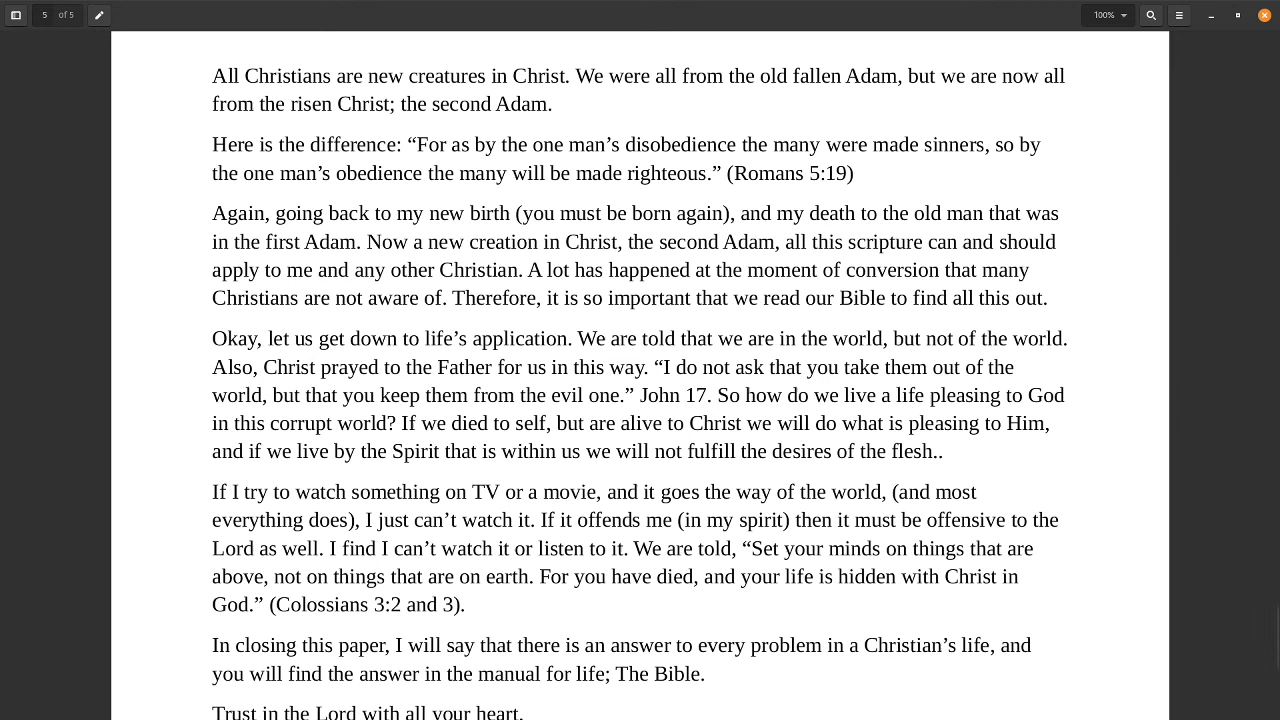 5 of 5
100%
All Christians are new creatures in Christ. We were all from the old fallen Adam, but we are now all
from the risen Christ; the second Adam.
Here is the difference: “For as by the one man’s disobedience the many were made sinners, so by
the one man’s obedience the many will be made righteous.” (Romans 5:19)
Again, going back to my new birth (you must be born again), and my death to the old man that was
in the first Adam. Now a new creation in Christ, the second Adam, all this scripture can and should
apply to me and any other Christian. A lot has happened at the moment of conversion that many
Christians are not aware of. Therefore, it is so important that we read our Bible to find all this out.
Okay, let us get down to life’s application. We are told that we are in the world, but not of the world.
Also, Christ prayed to the Father for us in this way. “I do not ask that you take them out of the
world, but that you keep them from the evil one.” John 17. So how do we live a life pleasing to God
in this corrupt world? If we died to self, but are alive to Christ we will do what is pleasing to Him,
and if we live by the Spirit that is within us we will not fulfill the desires of the flesh..
If I try to watch something on TV or a movie, and it goes the way of the world, (and most
everything does), I just can’t watch it. If it offends me (in my spirit) then it must be offensive to the
Lord as well. I find I can’t watch it or listen to it. We are told, “Set your minds on things that are
above, not on things that are on earth. For you have died, and your life is hidden with Christ in
God.” (Colossians 3:2 and 3).
In closing this paper, I will say that there is an answer to every problem in a Christian’s life, and
you will find the answer in the manual for life; The Bible.
Trust in the Lord with all your heart.